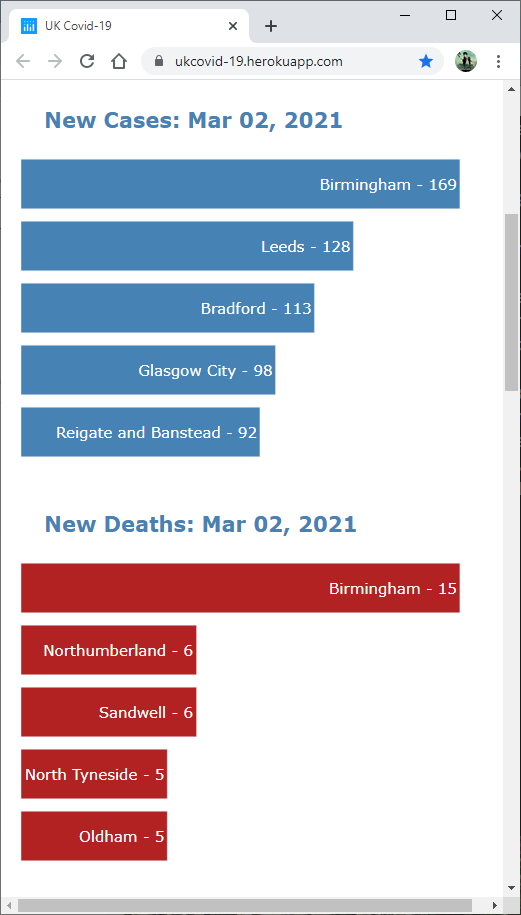 UK Covid-19
ukcovid-19.herokuapp.com
New Cases: Mar 02, 2021
Birmingham - 169
Leeds - 128
Bradford - 113
Glasgow City - 98
Reigate and Banstead - 92
New Deaths: Mar 02, 2021
Birmingham - 15
Northumberland - 6
Sandwell - 6
North Tyneside - 5
Oldham - 5